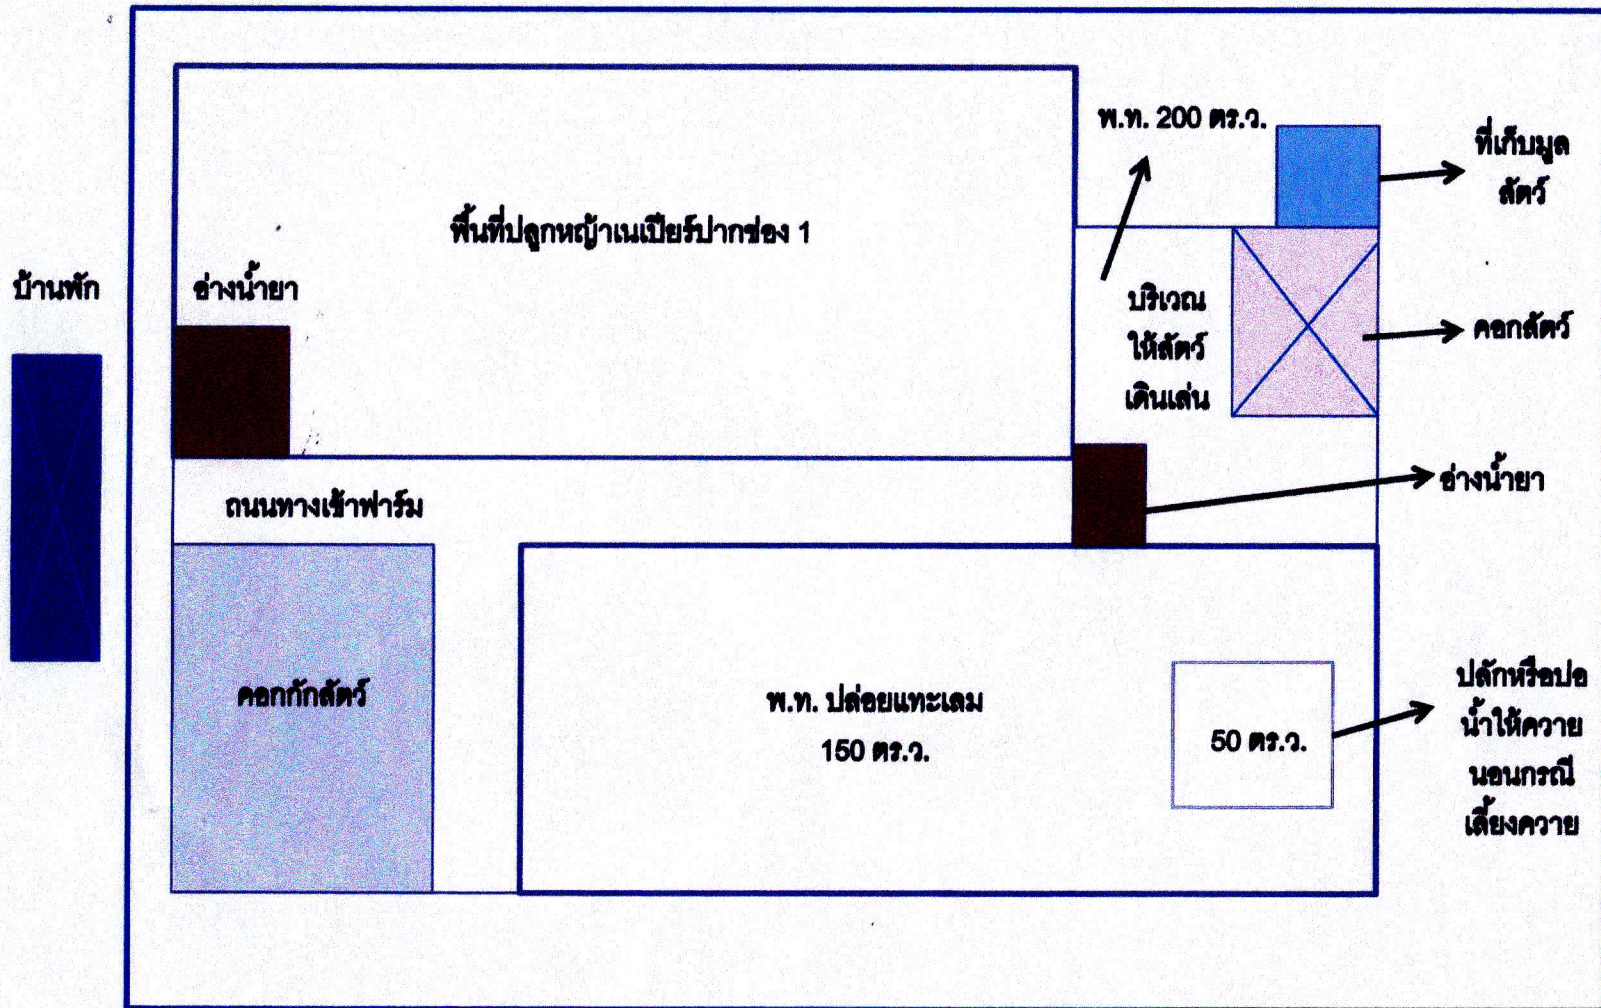 พ.ท. 200 ตร.ว.
ที่เก็บมูล
สัตว์
พื้นที่ปลูกหญ้าเนเปียร์ปากช่อง 1
บ้านพัก
อ่างน้ำยา
บริเวณ
ให้สัตว์
เดินเล่น
คอกสัตว์
อ่างน้ำยา
ถนนทางเข้าฟาร์ม
คอกกักสัตว์
พ.ท. ปล่อยแทะเลม
150 ตร.ว.
50 ตร.ว.
ปลักหรือบ่อ
น้ำให้ควาย
นอนกรณี
เลี้ยงควาย